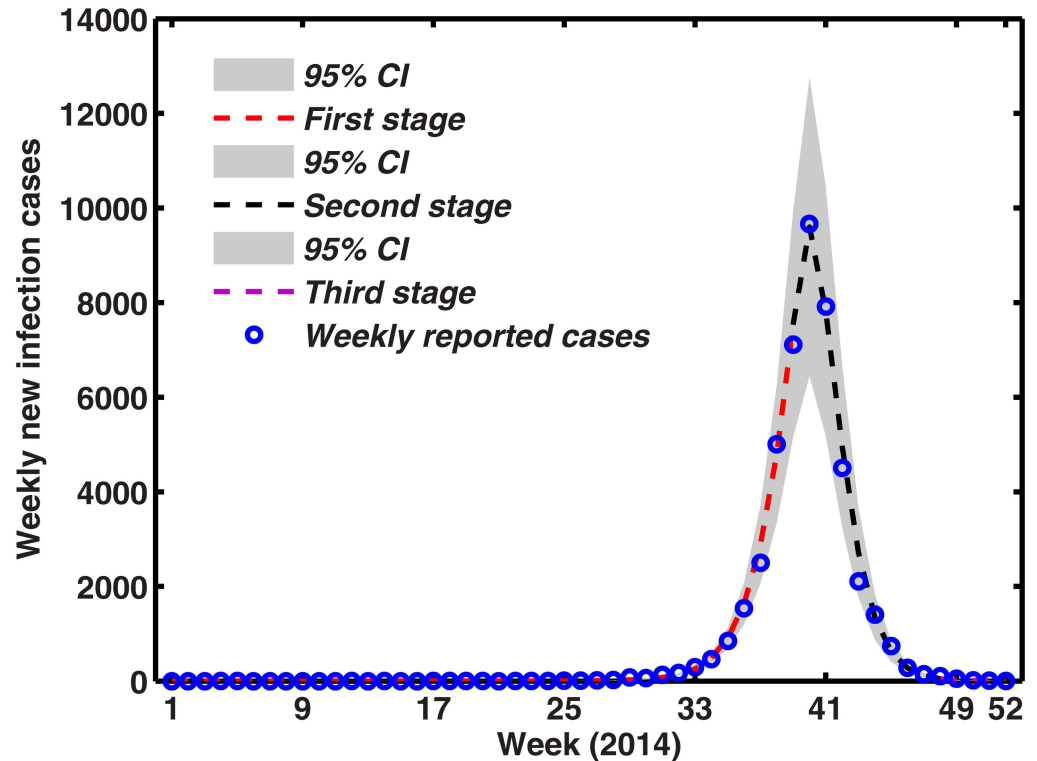 14000
12000
10000
8000
6000
4000
2000
0
Weekly new infection cases
95% CI
First stage
95% CI
Second stage
95% CI
Third stage
Weekly reported cases
1 9 17 25 33 41 49 52
Week (2014)